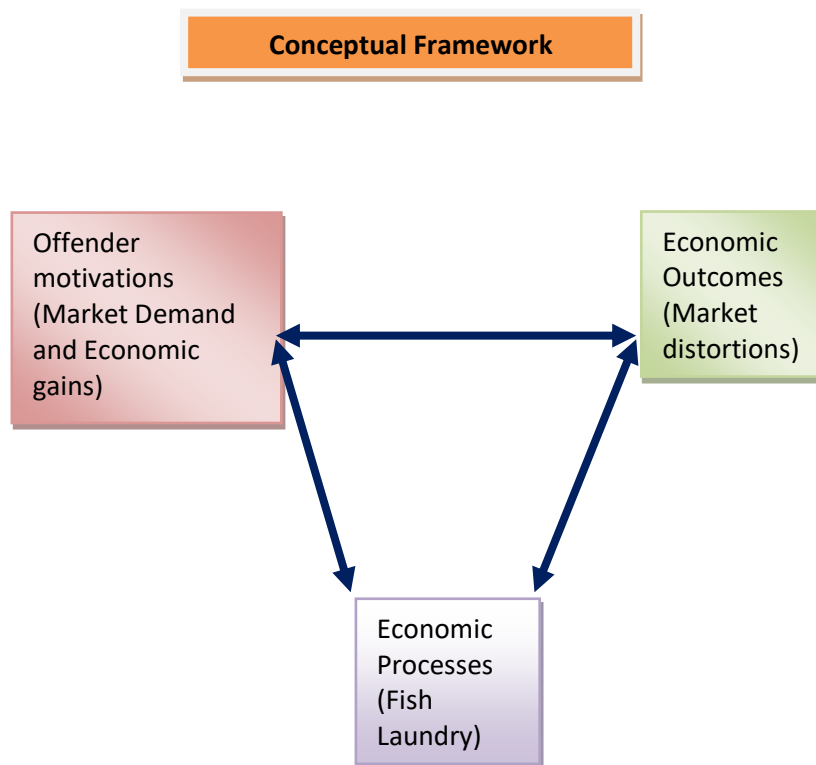 Conceptual Framework
Offender
motivations
(Market Demand
and Economic
gains)
Economic
Outcomes
(Market
distortions)
Economic
Processes
(Fish
Laundry)